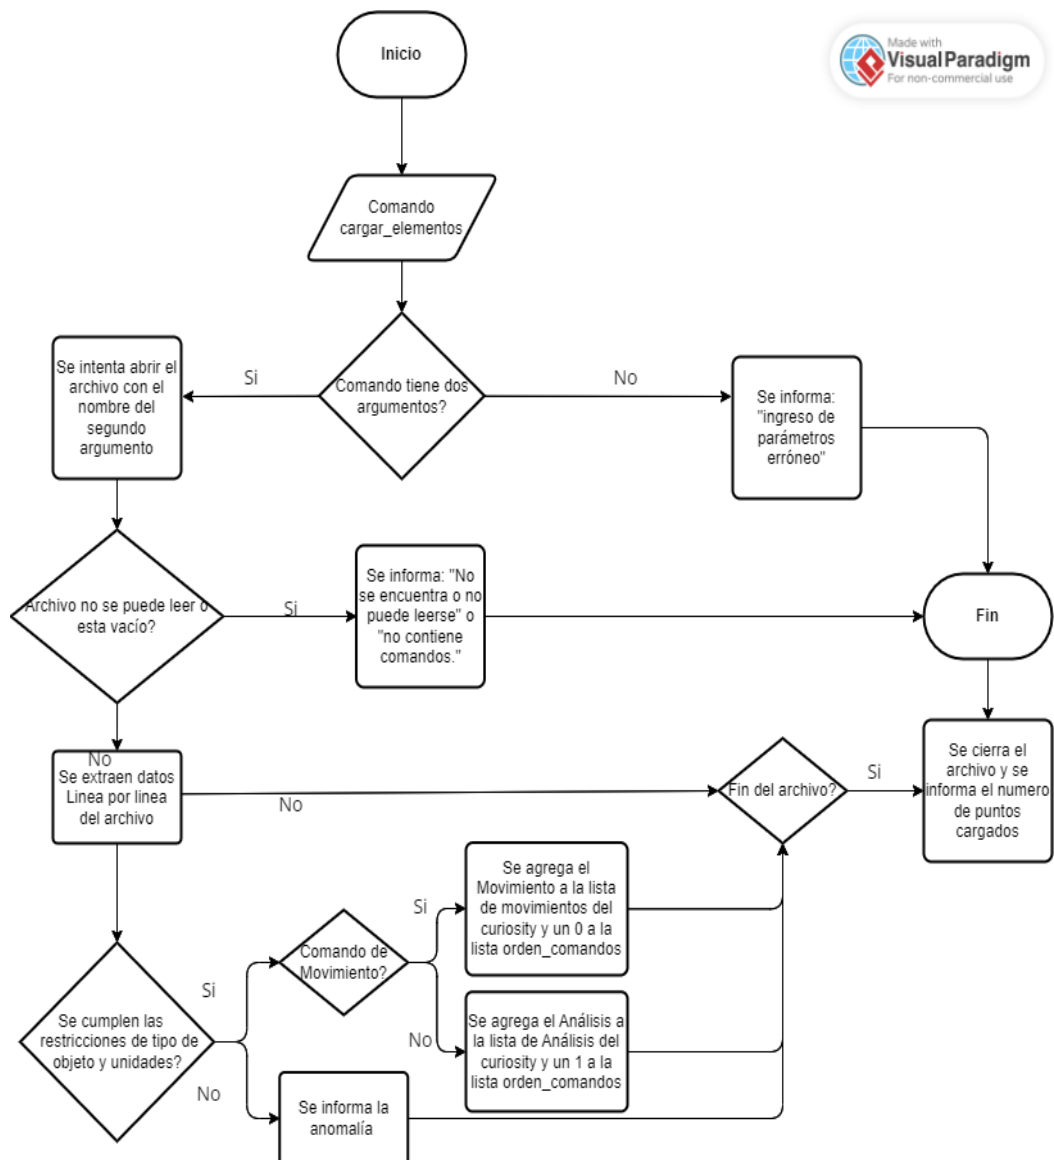 Inicio
Made with
Visual Paradigm
For non-commercial use
Comando
cargar_elementos
Comando tiene dos
argumentos?
Si
No
Se intenta abrir el
archivo con el
nombre del
segundo
argumento
Se informa:
"ingreso de
parámetros
erróneo"
Archivo no se puede leer o
esta vacío?
Si
Se informa: "No
se encuentra o no
puede leerse" o
"no contiene
comandos."
Fin
No
Se extraen datos
Linea por linea
del archivo
No
Fin del archivo?
Si
Se cierra el
archivo y se
informa el numero
de puntos
cargados
Se cumplen las
restricciones de tipo de
objeto y unidades?
Si
No
Comando de
Movimiento?
Si
No
Se agrega el
Movimiento a la lista
de movimientos del
curiosity y un 0 a la
lista orden_comandos
Se agrega el Análisis a
la lista de Análisis del
curiosity y un 1 a la
lista orden_comandos
Se informa la
anomalía